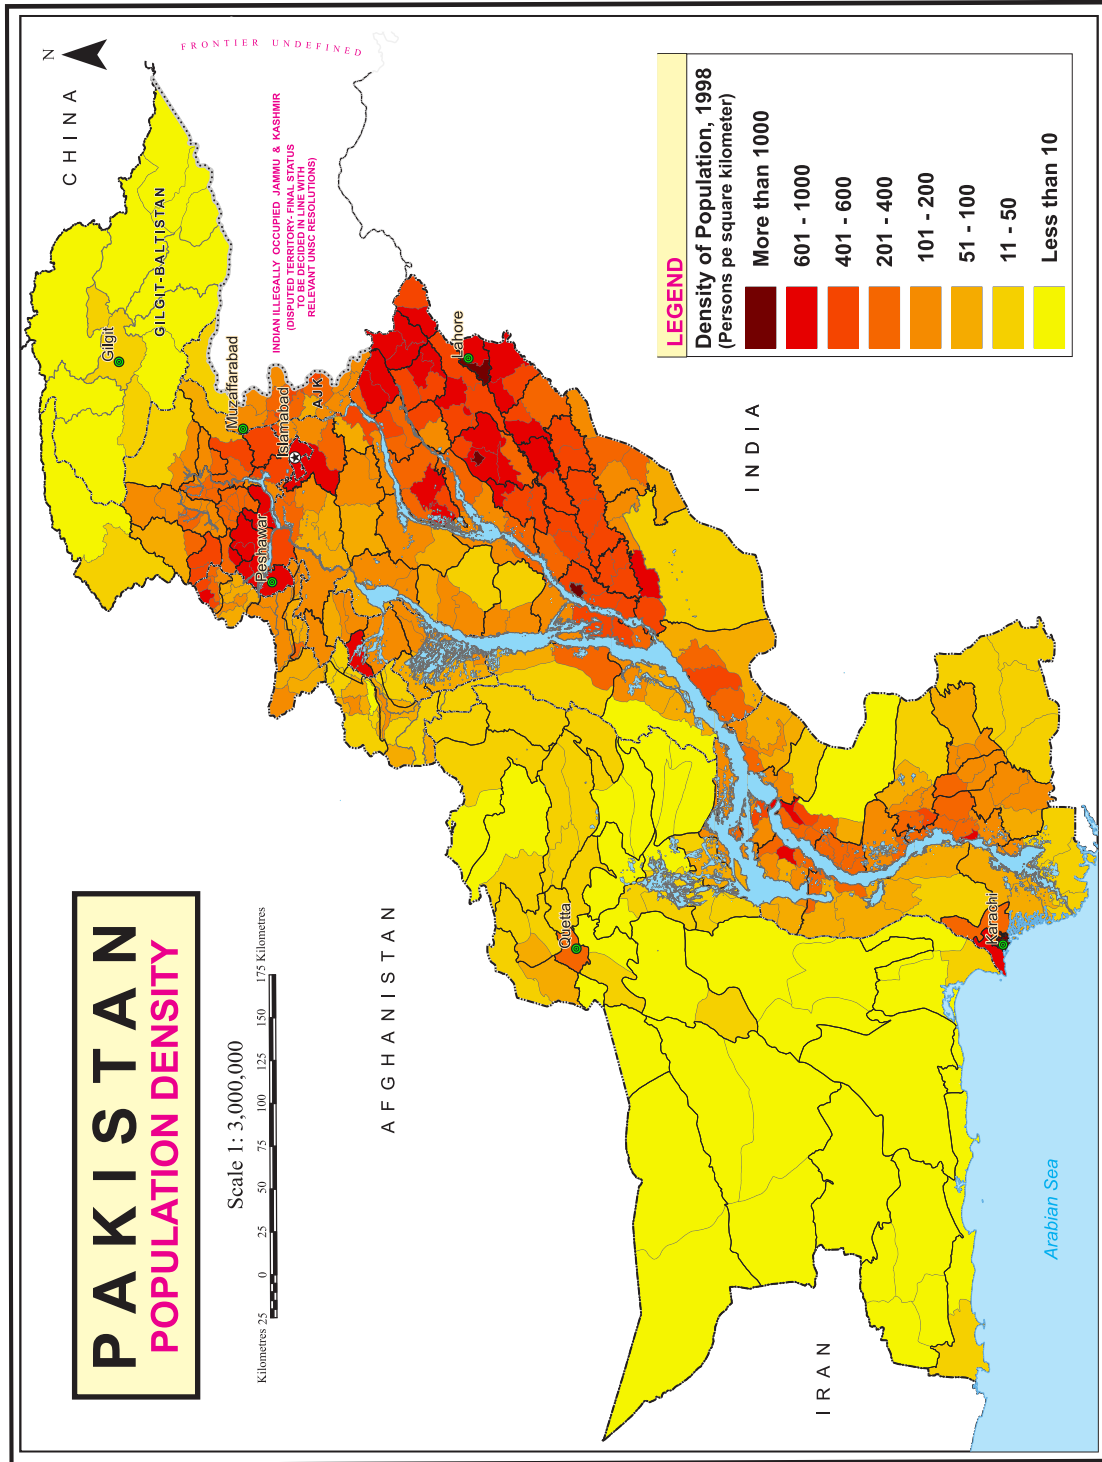 PAKISTAN
POPULATION DENSITY
Scale 1: 3,000,000
Kilometres 25 0 25 50 75 100 125 150 175 Kilometres
N
CHINA
FRONTIER UNDEFINED
INDIAN ILLEGALLY OCCUPIED JAMMU & KASHMIR
(DISPUTED TERRITORY- FINAL STATUS
TO BE DECIDED IN LINE WITH
RELEVANT UNSC RESOLUTIONS)
GILGIT-BALTISTAN
Gilgit
Muzaffarabad
Islamabad
AJK
Peshawar
Lahore
AFGHANISTAN
Quetta
INDIA
Karachi
IRAN
Arabian Sea
LEGEND
Density of Population, 1998
(Persons pe square kilometer)
More than 1000
601 - 1000
401 - 600
201 - 400
101 - 200
51 - 100
11 - 50
Less than 10